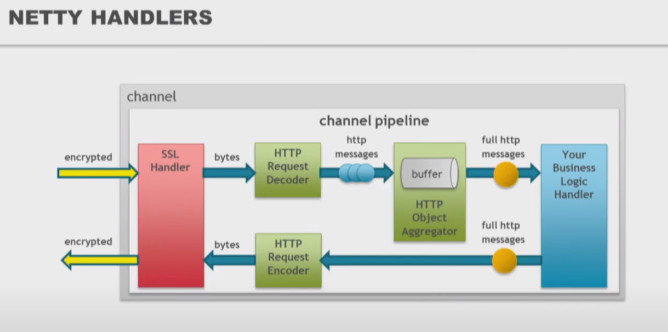 NETTY HANDLERS
channel
channel pipeline
encrypted
SSL
Handler
bytes
HTTP
Request
Decoder
http
messages
buffer
HTTP
Object
Aggregator
full http
messages
Your
Business
Logic
Handler
encrypted
bytes
HTTP
Request
Encoder
full http
messages